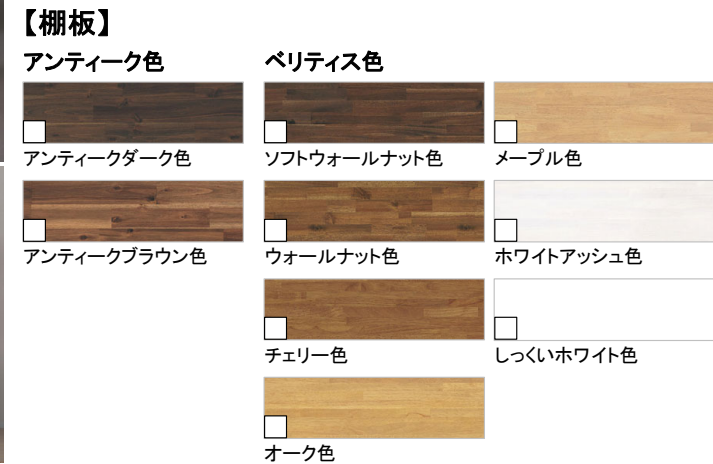 【棚板】
アンティーク色
ベリティス色
アンティークダーク色
ソフトウォールナット色
メープル色
アンティークブラウン色
ウォールナット色
ホワイトアッシュ色
チェリー色
しっくいホワイト色
オーク色